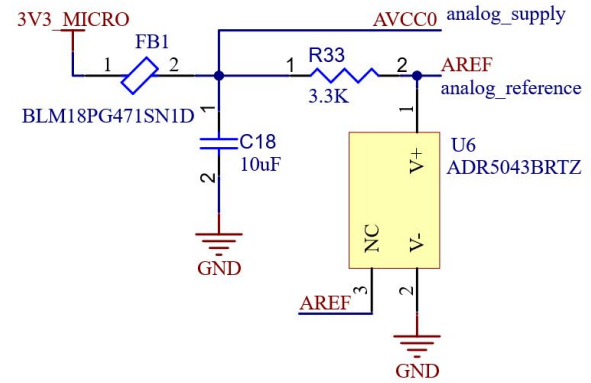 3V3_MICRO
AVCC0
analog_supply
FB1
1
2
BLM18PG471SN1D
R33
1
2
3.3K
AREF
analog_reference
1
C18
10uF
2
GND
1
U6
ADR5043BRTZ
V+
NC
V-
3
2
AREF
GND